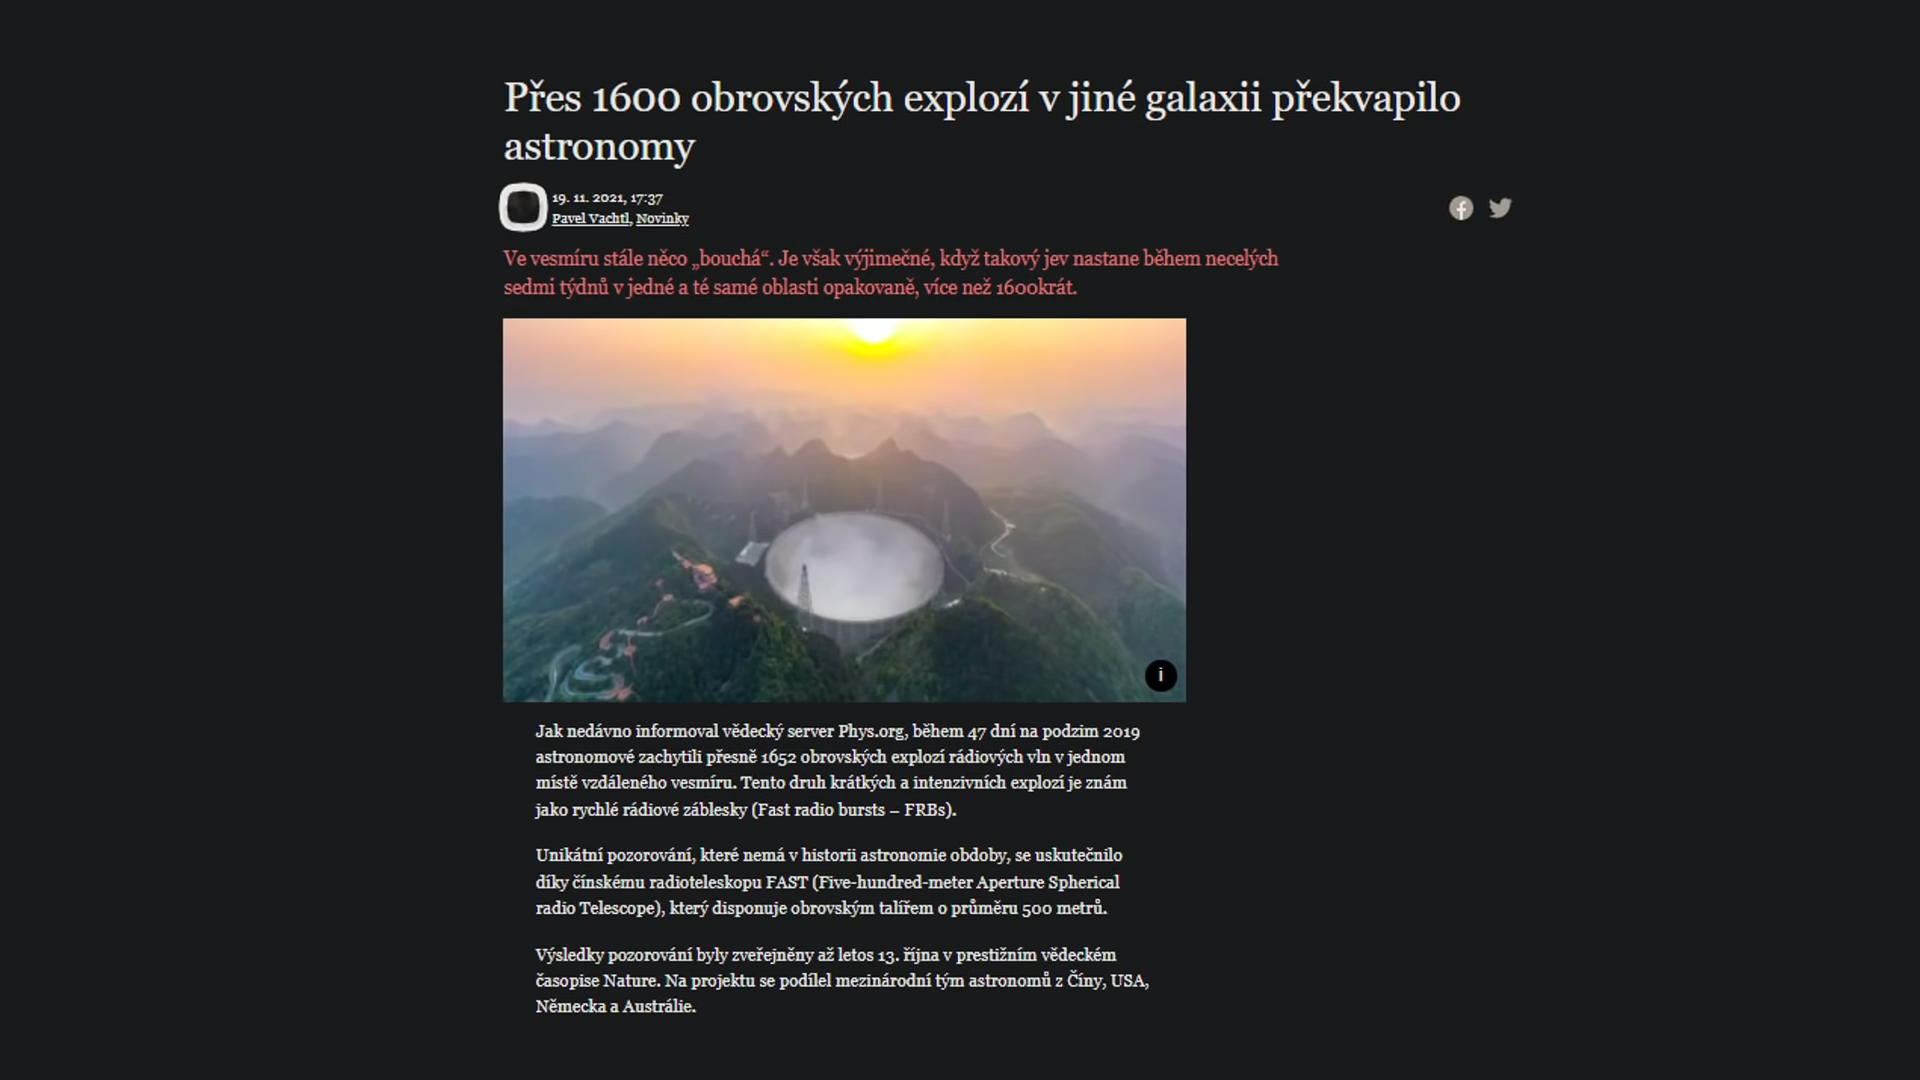 Přes 1600 obrovských explozí v jiné galaxii překvapilo
astronomy
19. 11. 2021, 17:37
Pavel Vachtl, Novinky
Ve vesmíru stále něco „bouchá“. Je však výjimečné, když takový jev nastane během necelých
sedmi týdnů v jedné a té samé oblasti opakovaně, více než 1600krát.
i
Jak nedávno informoval vědecký server Phys.org, během 47 dní na podzim 2019
astronomové zachytili přesně 1652 obrovských explozí rádiových vln v jednom
místě vzdáleného vesmíru. Tento druh krátkých a intenzivních explozí je znám
jako rychlé rádiové záblesky (Fast radio bursts – FRBs).
Unikátní pozorování, které nemá v historii astronomie obdoby, se uskutečnilo
díky čínskému radioteleskopu FAST (Five-hundred-meter Aperture Spherical
radio Telescope), který disponuje obrovským talířem o průměru 500 metrů.
Výsledky pozorování byly zveřejněny až letos 13. října v prestižním vědeckém
časopise Nature. Na projektu se podílel mezinárodní tým astronomů z Číny, USA,
Německa a Austrálie.